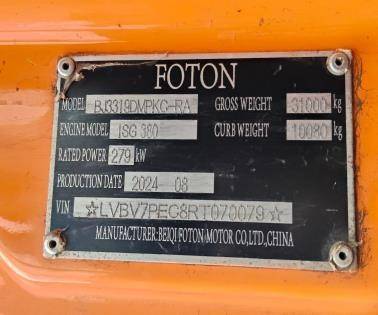 FOTON
MODEL BJ3319DMPKG-RA GROSS WEIGHT 31000 kg
ENGINE MODEL ISG 380 CURB WEIGHT 10080 kg
RATED POWER 279 kW
PRODUCTION DATE 2024-08
VIN ☆LVBV7PEC8RT070079☆
MANUFACTURER:BEIQI FOTON MOTOR CO,LTD,CHINA